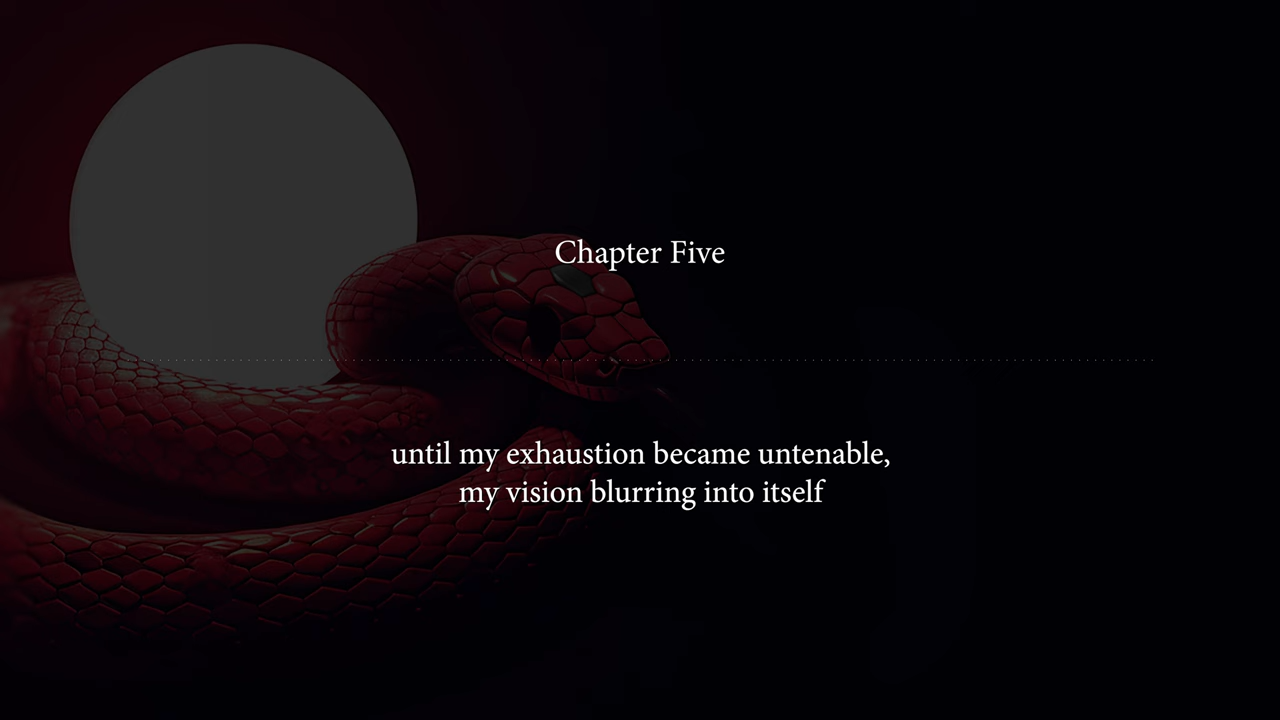 Chapter Five
until my exhaustion became untenable,
my vision blurring into itself